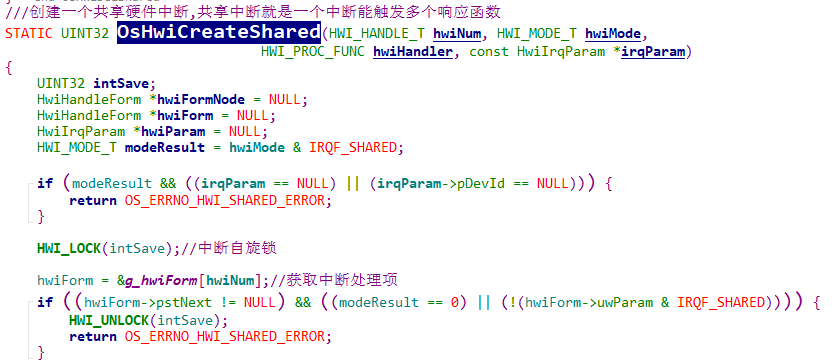 ///创建一个共享硬件中断,共享中断就是一个中断能触发多个响应函数
STATIC UINT32 OsHwiCreateShared(HWI_HANDLE_T hwiNum, HWI_MODE_T hwiMode,
HWI_PROC_FUNC hwiHandler, const HwiIrqParam *irqParam)
{
UINT32 intSave;
HwiHandleForm *hwiFormNode = NULL;
HwiHandleForm *hwiForm = NULL;
HwiIrqParam *hwiParam = NULL;
HWI_MODE_T modeResult = hwiMode & IRQF_SHARED;
if (modeResult && ((irqParam == NULL) || (irqParam->pDevId == NULL))) {
return OS_ERRNO_HWI_SHARED_ERROR;
}
HWI_LOCK(intSave);//中断自旋锁
hwiForm = &g_hwiForm[hwiNum];//获取中断处理项
if ((hwiForm->pstNext != NULL) && ((modeResult == 0) || (!(hwiForm->uwParam & IRQF_SHARED)))) {
HWI_UNLOCK(intSave);
return OS_ERRNO_HWI_SHARED_ERROR;
}